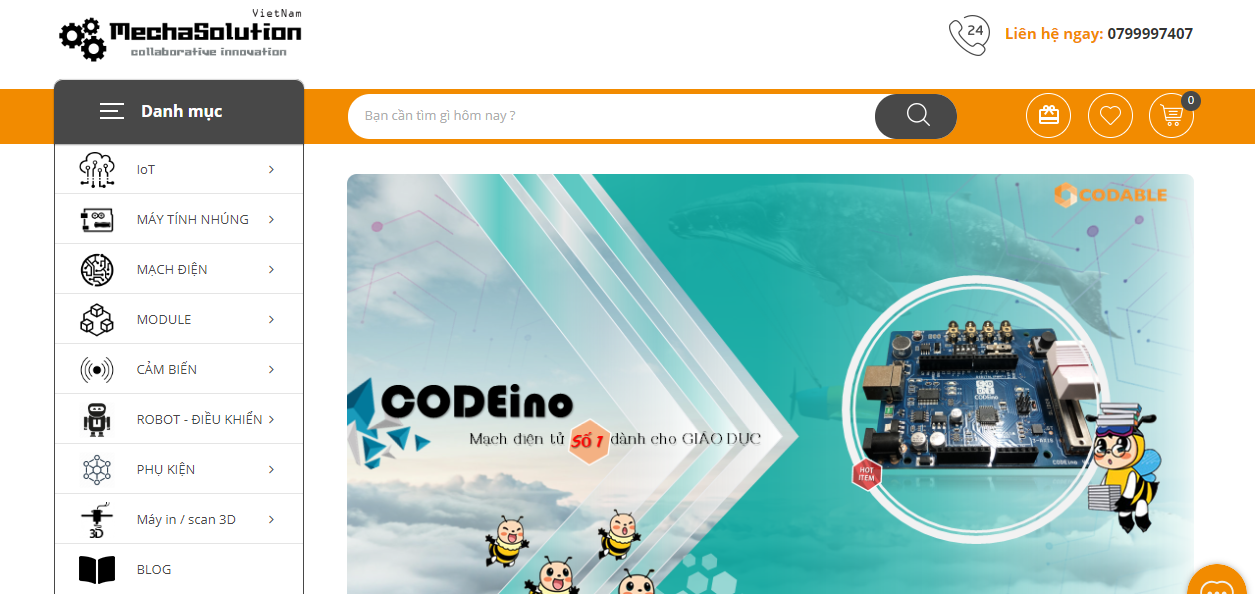 VietNam
MechaSolution
collaborative innovation
24
Liên hệ ngay: 0799997407
Danh mục
Bạn cần tìm gì hôm nay ?
0
IoT
MÁY TÍNH NHÚNG
MẠCH ĐIỆN
MODULE
CẢM BIẾN
ROBOT - ĐIỀU KHIỂN
PHỤ KIỆN
Máy in / scan 3D
3D
BLOG
CODABLE
CODEino
Mạch điện tử Số 1 dành cho GIÁO DỤC
HOT
ITEM